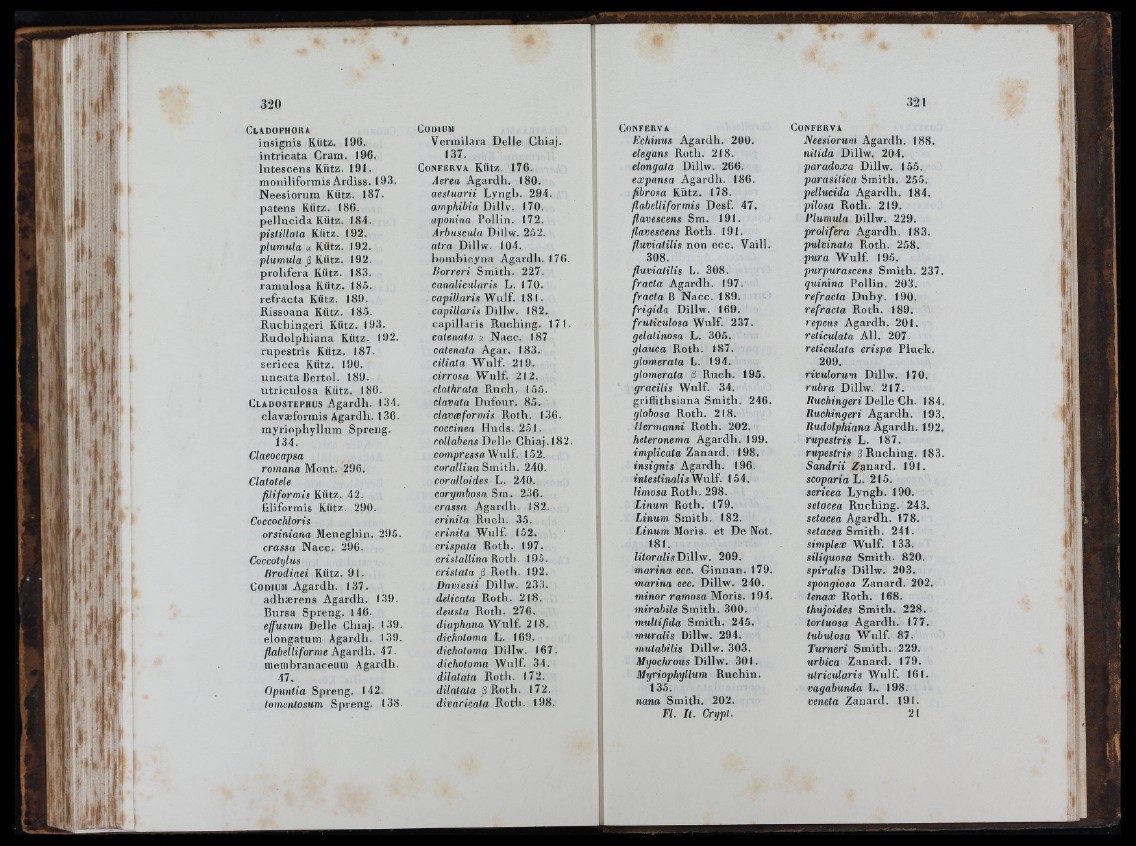 320
CLADOPHORA
insignis Kütz. 196.
intricata Cram. 196.
lutescens Kütz. 191.
moniliformis Ardiss. 193.
Neesiorum Kütz. 187.
patens Kütz. 186.
pellucida Kütz. 184.
pistillata Kütz. 192.
plumula α Kütz. 192.
plumula β Kütz. 192.
prolifera Kütz. 183.
ramulosa Kütz. 185.
refracta Kütz. 189.
Rissoana Kütz. 185.
Ruchingeri Kütz. 193.
Rudolphiana Kütz. 192.
rupestris Kütz. 187.
sericea Kütz. 190.
uncata Bertol. 189.
utriculosa Kütz. 186.
CLADOSTEPHUS Agardh. 134.
clavæformis Agardh. 136.
myriophyllum Spreng.
134.
Claeocapsa
romana Mont. 296.
Clatotele
filiformis Kütz. 42.
filiformis Kütz. 290.
Coccochloris
orsiniana Meneghin. 295.
crassa Nacc. 296.
Coccotylus
Brodiaei Kütz. 91.
CODIUM Agardh. 137.
adhærens Agardh. 139.
Bursa Spreng. 146.
effusum Delle Chiaj. 139.
elongatum Agardh. 139.
flabelliforme Agardh. 47.
membranaceum Agardh.
47.
Opuntia Spreng. 142.
tomentosum Spreng. 138.
CODIUM
Vermilara Delle Chiaj.
137.
CONFERVA Kütz. 176.
Aerea Agardh. 180.
aestuarii Lyngb. 294.
amphibia Dillv. 170.
aponina Pollin. 172.
Arbuscula Dillw. 252.
atra Dillw. 104.
bombicyna Agardh. 176.
Borreri Smith. 227.
canalicularis L. 170.
capillaris Wulf. 181.
capillaris Dillw. 182.
capillaris Ruching. 171.
catenata α Nacc. 187
catenata Agar. 183.
ciliata Wulf. 219.
cirrosa Wulf. 212.
clathrata Ruch. 155.
clavata Dufour. 85.
clavæformis Roth. 136.
coccinea Huds. 251.
collabens Delle Chiaj. 182.
compressa Wulf. 152.
corallina Smith. 240.
coralloides L. 240.
corymbosa Sm. 236.
crassa Agardh. 182.
crinita Ruch. 35.
crinita Wulf. 152.
crispata Roth. 197.
cristallina Roth. 195.
cristata β Roth. 192.
Daviesii Dillw. 233.
delicata Roth. 218.
deusta Roth. 276.
diaphana Wulf. 218.
dichotoma L. 169.
dichotoma Dillw. 167.
dichotoma Wulf. 34.
dilatata Roth. 172.
dilatata β Roth. 172.
divaricata Roth. 198.
321
CONFERVA
Echinus Agardh. 200.
elegans Roth. 218.
elongata Dillw. 266.
expansa Agardh. 186.
fibrosa Kütz. 178.
flabelliformis Desf. 47.
flavescens Sm. 191.
flavescens Roth. 191.
fluviatilis non ecc. Vaill.
308.
fluviatilis L. 308.
fracta Agardh. 197.
fracta B Nacc. 189.
frigida Dillw. 169.
fruticulosa Wulf. 237.
gelatinosa L. 305.
glauca Roth. 187.
glomerata L. 194.
glomerata β Ruch. 195.
gracilis Wulf. 34.
griffithsiana Smith. 246.
globosa Roth. 218.
Hermanni Roth. 202.
heteronema Agardh. 199.
implicata Zanard. 198.
insignis Agardh. 196.
intestinalis Wulf. 154.
limosa Roth. 298.
Linum Roth. 179.
Linum Smith. 182.
Linum Moris. et De Not.
181.
litoralis Dillw. 209.
marina ecc. Ginnan. 179.
marina ecc. Dillw. 240.
minor ramosa Moris. 194.
mirabile Smith. 300.
multifida Smith. 245.
muralis Dillw. 294.
mutabilis Dillw. 303.
Myochrous Dillw. 301.
Myriophyllum Ruchin.
135.
nana Smith. 202.
Fl. It. Crypt.
CONFERVA
Neesiorum Agardh. 188.
nitida Dillw. 204.
paradoxa Dillw. 155.
parasitica Smith. 255.
pellucida Agardh. 184.
pilosa Roth. 219.
Plumula Dillw. 229.
prolifera Agardh. 183.
pulvinata Roth. 258.
pura Wulf. 195.
purpurascens Smith. 237.
quinina Pollin. 203.
refracta Duby. 190.
refracta Roth. 189.
repens Agardh. 201.
reticulata All. 207.
reticulata crispa Pluck.
209.
rivulorum Dillw. 170.
rubra Dillw. 217.
Ruchingeri Delle Ch. 184.
Ruchingeri Agardh. 193.
Rudolphiana Agardh. 192.
rupestris L. 187.
rupestris β Ruching. 183.
Sandrii Zanard. 191.
scoparia L. 215.
sericea Lyngb. 190.
setacea Ruching. 243.
setacea Agardh. 178.
setacea Smith. 241.
simplex Wulf. 133.
siliquosa Smith. 820.
spiralis Dillw. 203.
spongiosa Zanard. 202.
tenax Roth. 168.
thujoides Smith. 228.
tortuosa Agardh. 177.
tubulosa Wulf. 87.
Turneri Smith. 229.
urbica Zanard. 179.
utricularis Wulf. 161.
vagabunda L. 198.
veneta Zanard. 191.
21